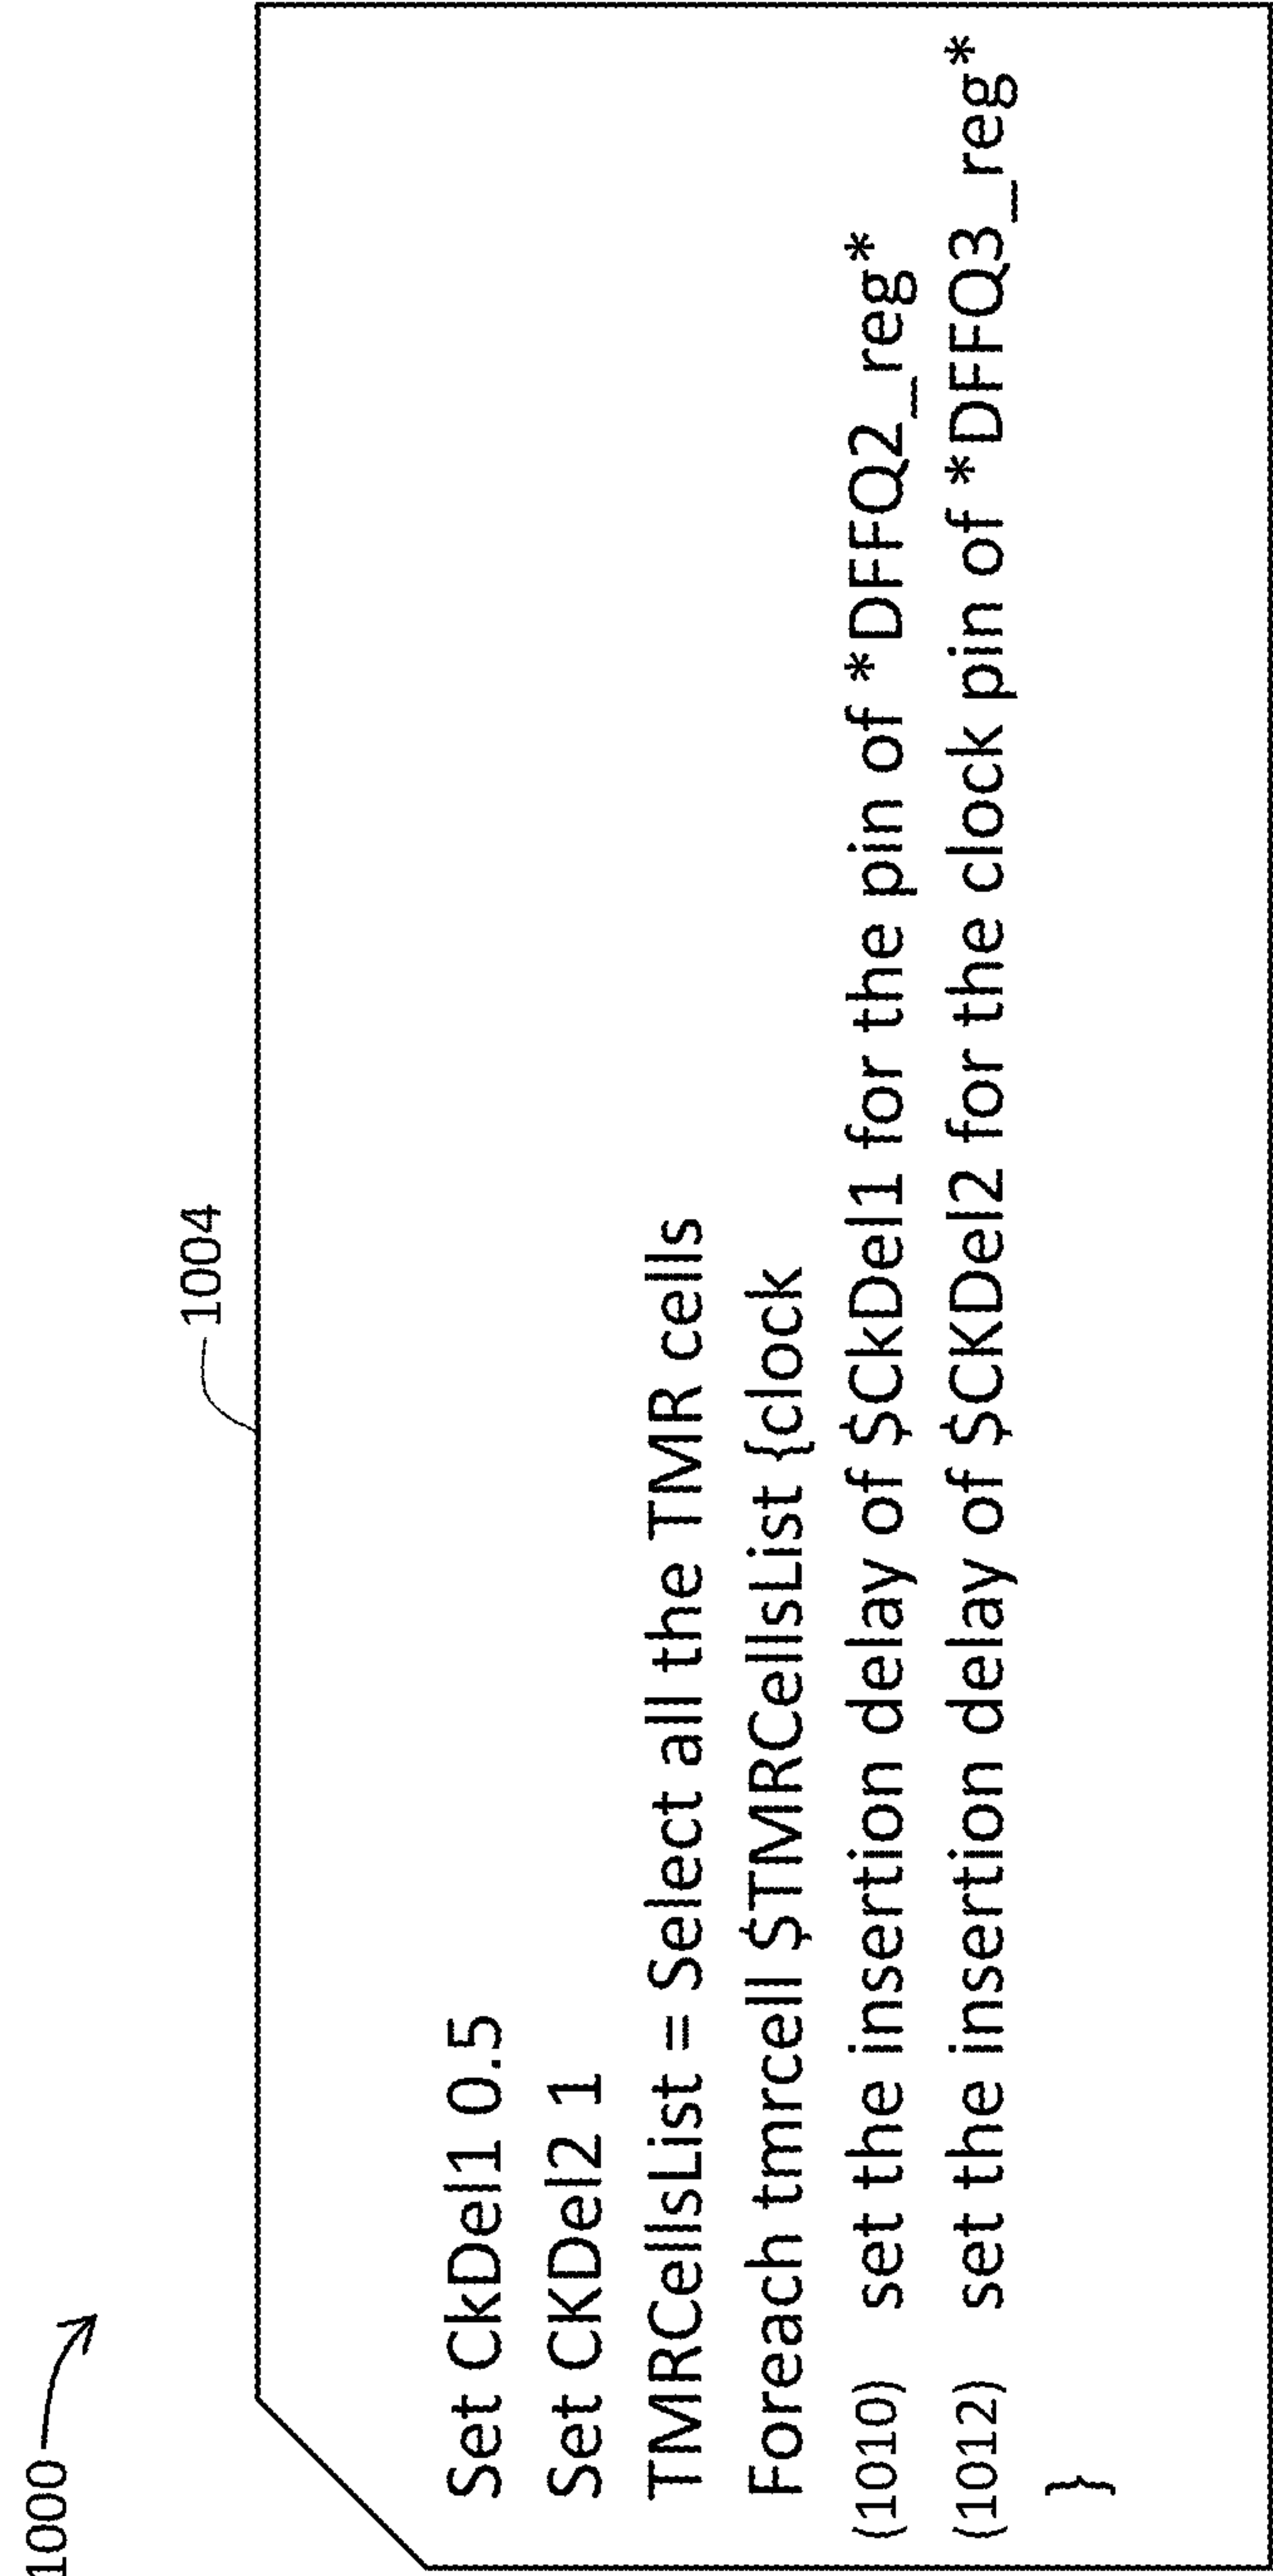 1000
1004
Set CkDel1 0.5
Set CKDel2 1
TMRCellsList = Select all the TMR cells
Foreach tmrcell $TMRCellsList {clock
(1010) set the insertion delay of $CkDel1 for the pin of *DFFQ2_reg*
(1012) set the insertion delay of $CKDel2 for the clock pin of *DFFQ3_reg*
}